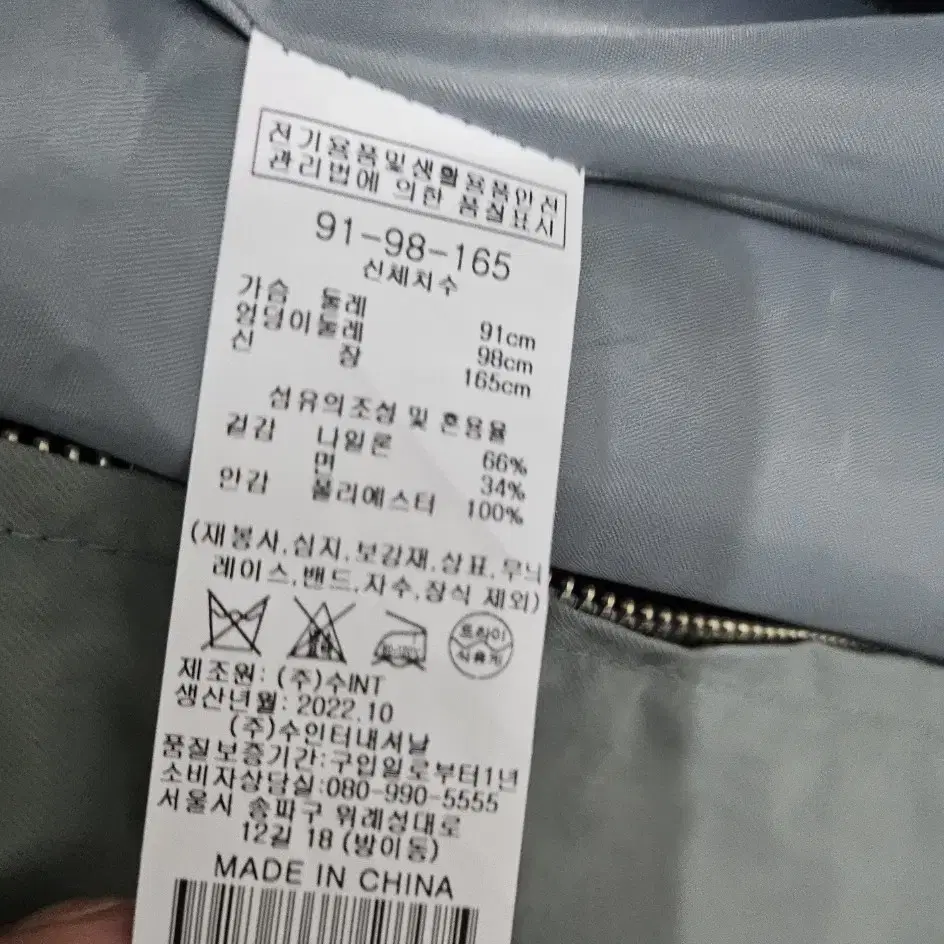 전기용품및생활용품안전
관리법에 의한 품질표시
91-98-165
신체치수
가슴 둘레 91cm
엉덩이둘레 98cm
신 장 165cm
섬유의조성 및 혼용율
겉감 나일론 66%
면 34%
안감 폴리에스터 100%
(재봉사,심지,보강재,상표,무늬
레이스,밴드,자수,장식 제외)
드라이
제조원: (주)수INT
생산년월: 2022.10
(주)수인터내셔날
품질보증기간:구입일로부터1년
소비자상담실:080-990-5555
서울시 송파구 위례성대로
12길 18 (방이동)
MADE IN CHINA